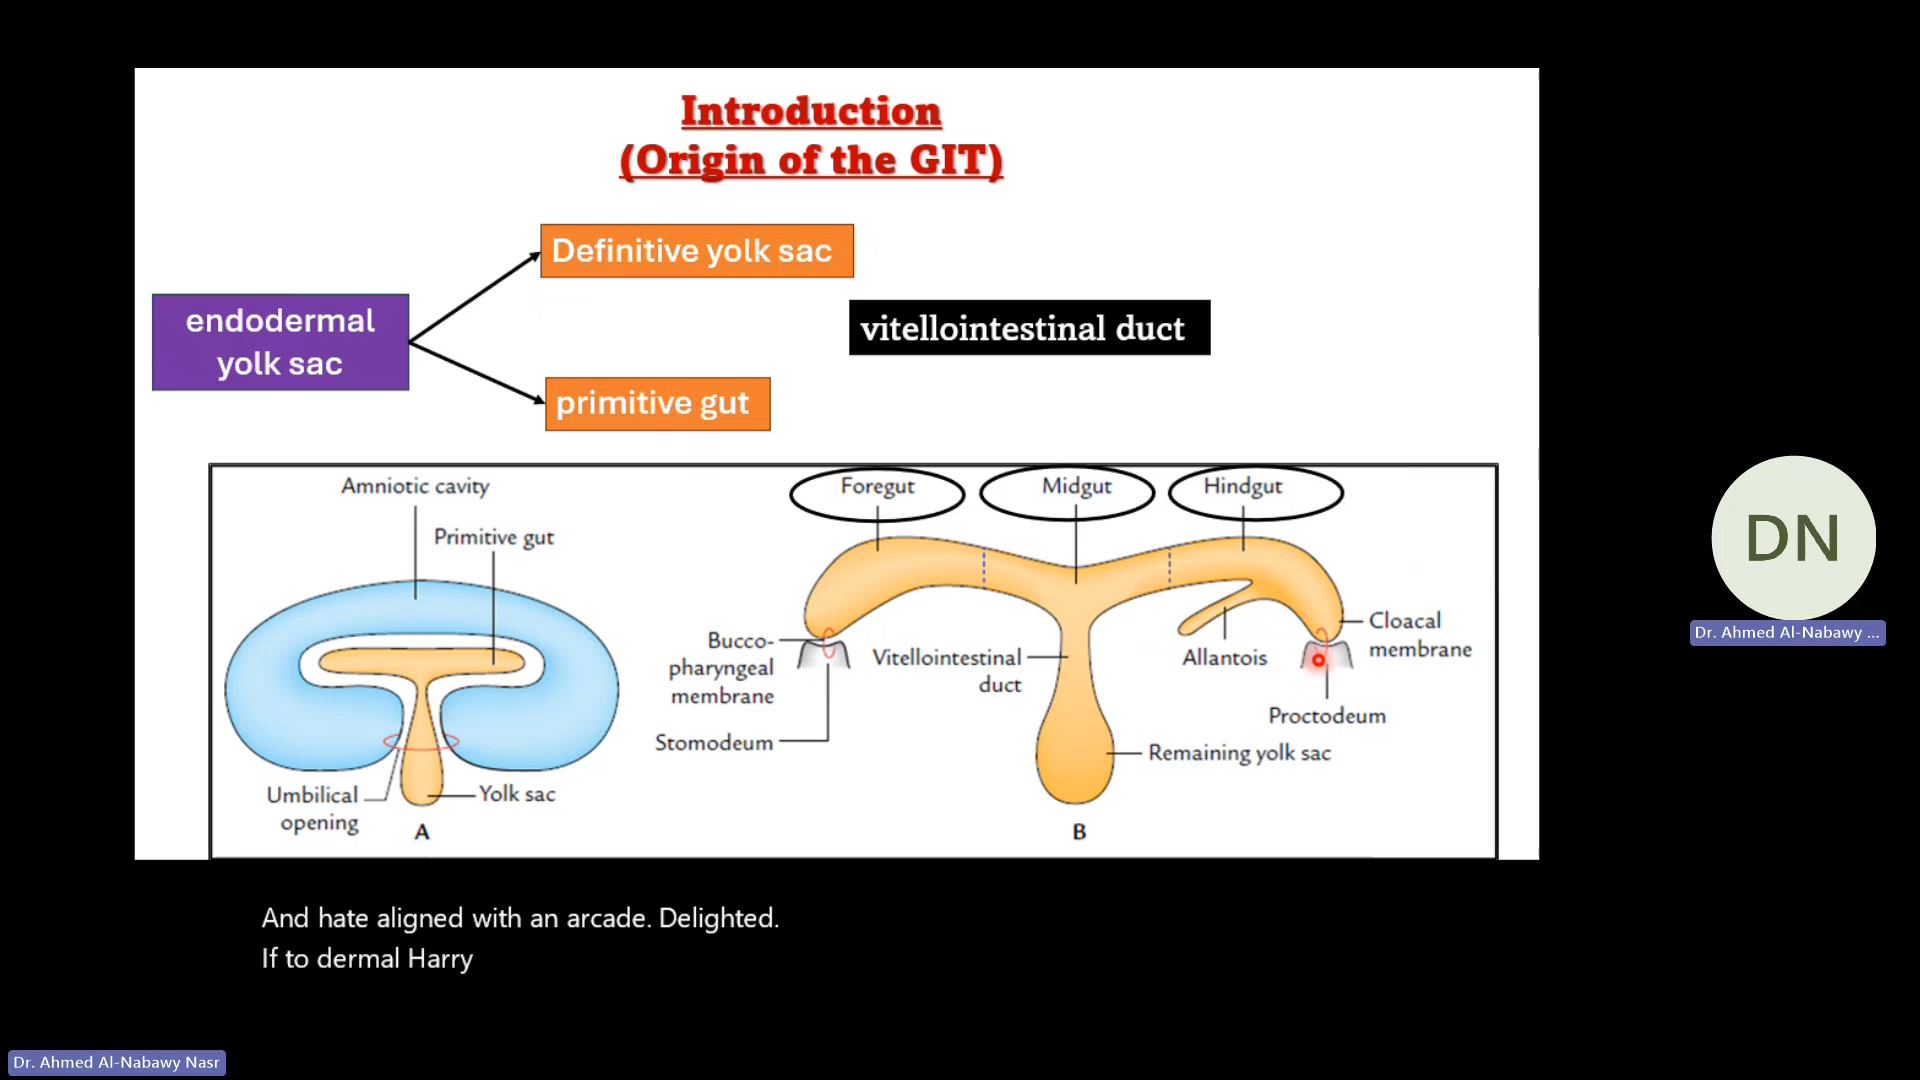 Introduction
(Origin of the GIT)
Definitive yolk sac
endodermal
yolk sac
vitellointestinal duct
primitive gut
Amniotic cavity
Primitive gut
Umbilical
opening
Yolk sac
A
Foregut
Midgut
Hindgut
Bucco-
pharyngeal
membrane
Stomodeum
Vitellointestinal
duct
Allantois
Cloacal
membrane
Proctodeum
Remaining yolk sac
B
DN
Dr. Ahmed Al-Nabawy ...
And hate aligned with an arcade. Delighted.
If to dermal Harry
Dr. Ahmed Al-Nabawy Nasr